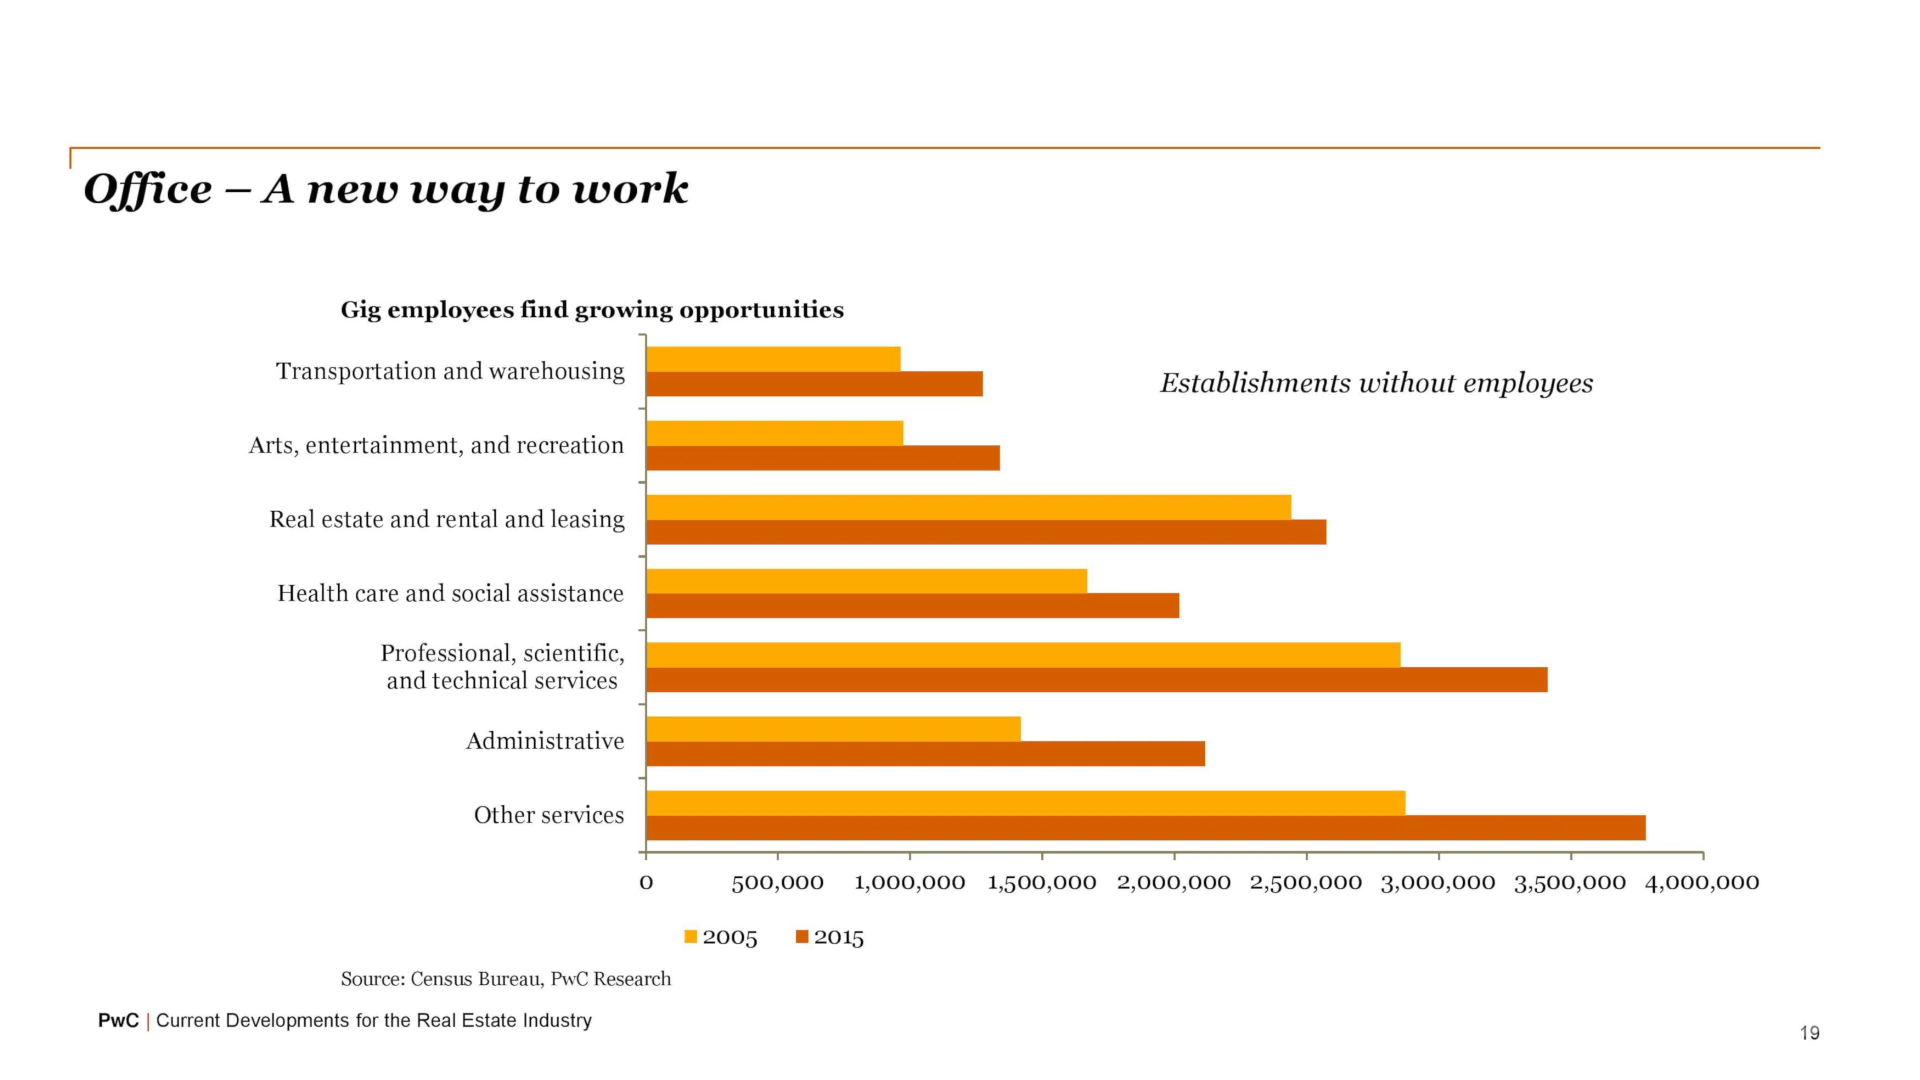 Office – A new way to work
Gig employees find growing opportunities
Transportation and warehousing
Establishments without employees
Arts, entertainment, and recreation
Real estate and rental and leasing
Health care and social assistance
Professional, scientific,
and technical services
Administrative
Other services
0 500,000 1,000,000 1,500,000 2,000,000 2,500,000 3,000,000 3,500,000 4,000,000
2005 2015
Source: Census Bureau, PwC Research
PwC | Current Developments for the Real Estate Industry
19